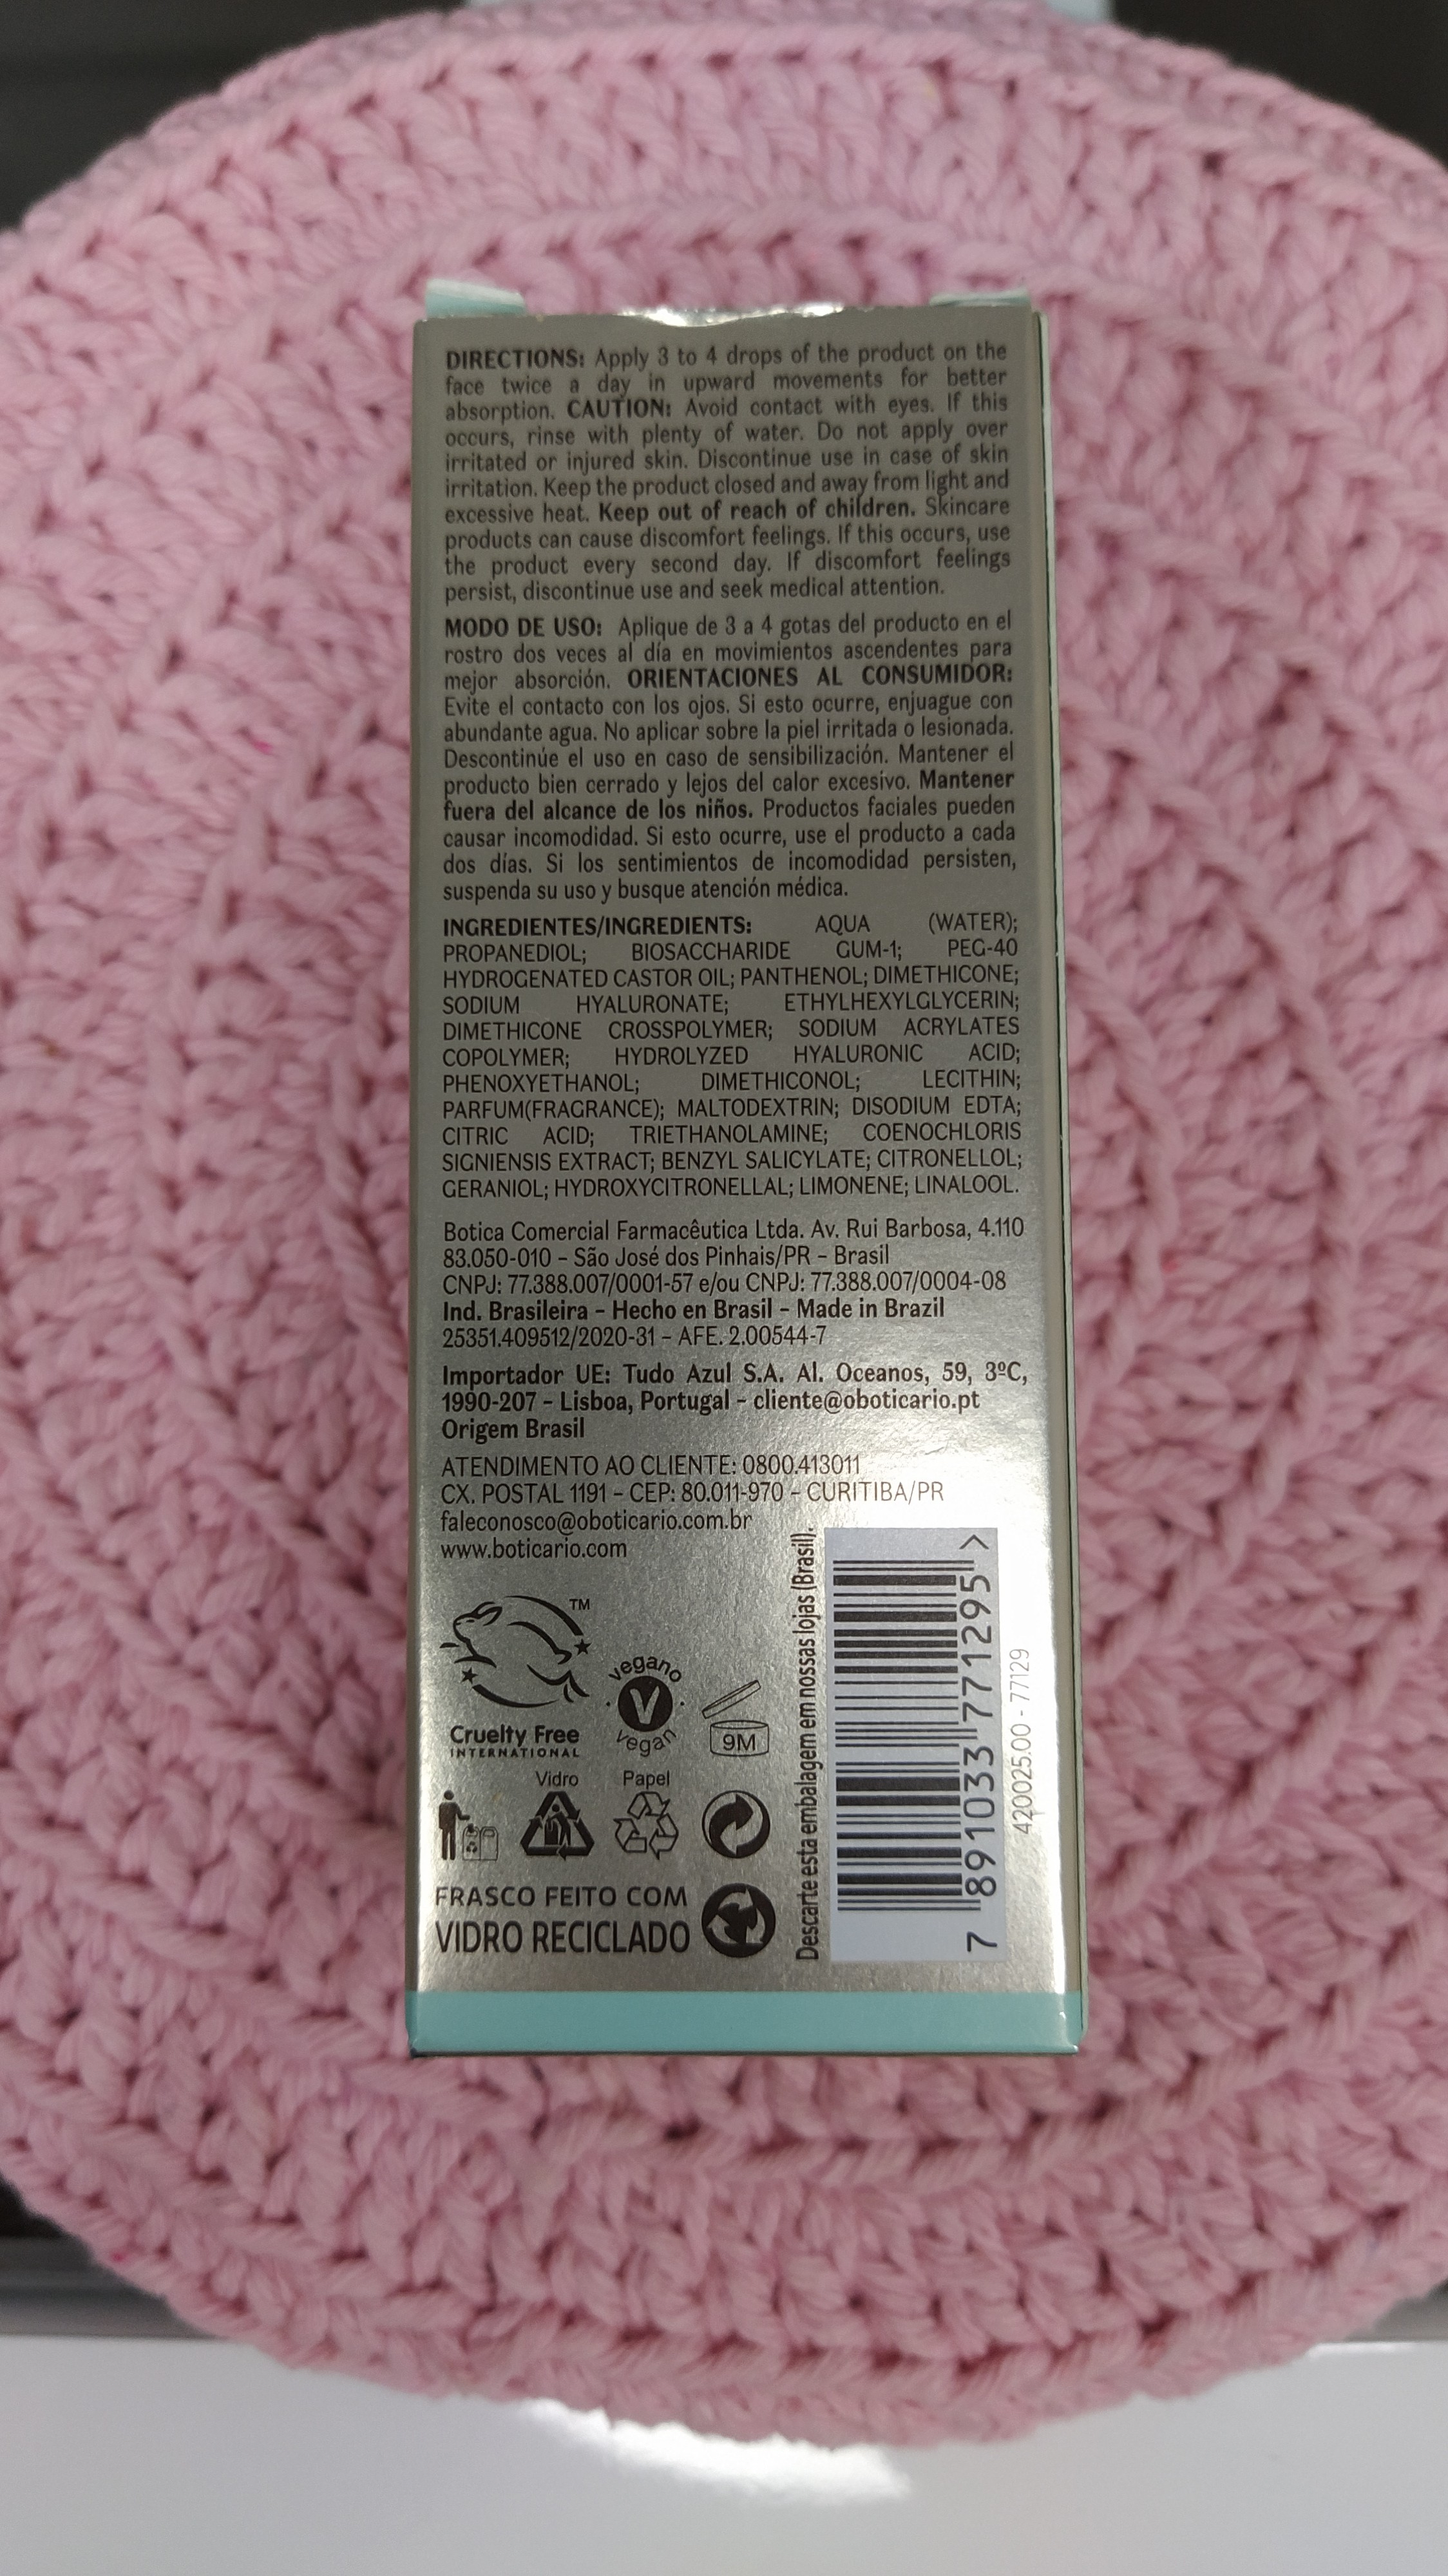 DIRECTIONS: Apply 3 to 4 drops of the product on the
face twice a day in upward movements for better
absorption. CAUTION: Avoid contact with eyes. If this
occurs, rinse with plenty of water. Do not apply over
irritated or injured skin. Discontinue use in case of skin
irritation. Keep the product closed and away from light and
excessive heat. Keep out of reach of children. Skincare
products can cause discomfort feelings. If this occurs, use
the product every second day. If discomfort feelings
persist, discontinue use and seek medical attention.
MODO DE USO: Aplique de 3 a 4 gotas del producto en el
rostro dos veces al día en movimientos ascendentes para
mejor absorción. ORIENTACIONES AL CONSUMIDOR:
Evite el contacto con los ojos. Si esto ocurre, enjuague con
abundante agua. No aplicar sobre la piel irritada o lesionada.
Descontinúe el uso en caso de sensibilización. Mantener el
producto bien cerrado y lejos del calor excesivo. Mantener
fuera del alcance de los niños. Productos faciales pueden
causar incomodidad. Si esto ocurre, use el producto a cada
dos días. Si los sentimientos de incomodidad persisten,
suspenda su uso y busque atención médica.
INGREDIENTES/INGREDIENTS: AQUA (WATER);
PROPANEDIOL; BIOSACCHARIDE GUM-1; PEG-40
HYDROGENATED CASTOR OIL; PANTHENOL; DIMETHICONE;
SODIUM HYALURONATE; ETHYLHEXYLGLYCERIN;
DIMETHICONE CROSSPOLYMER; SODIUM ACRYLATES
COPOLYMER; HYDROLYZED HYALURONIC ACID;
PHENOXYETHANOL; DIMETHICONOL; LECITHIN;
PARFUM(FRAGRANCE); MALTODEXTRIN; DISODIUM EDTA;
CITRIC ACID; TRIETHANOLAMINE; COENOCHLORIS
SIGNIENSIS EXTRACT; BENZYL SALICYLATE; CITRONELLOL;
GERANIOL; HYDROXYCITRONELLAL; LIMONENE; LINALOOL.
Botica Comercial Farmacêutica Ltda. Av. Rui Barbosa, 4.110
83.050-010 – São José dos Pinhais/PR – Brasil
CNPJ: 77.388.007/0001-57 e/ou CNPJ: 77.388.007/0004-08
Ind. Brasileira – Hecho en Brasil – Made in Brazil
25351.409512/2020-31 – AFE. 2.00544-7
Importador UE: Tudo Azul S.A. Al. Oceanos, 59, 3ºC,
1990-207 – Lisboa, Portugal – cliente@oboticario.pt
Origem Brasil
ATENDIMENTO AO CLIENTE: 0800.413011
CX. POSTAL 1191 – CEP: 80.011-970 – CURITIBA/PR
faleconosco@oboticario.com.br
www.boticario.com
TM
Cruelty Free
INTERNATIONAL
vegano
V
vegan
9M
Vidro
Papel
FRASCO FEITO COM
VIDRO RECICLADO
Descarte esta embalagem em nossas lojas (Brasil).
7 891033 771295 >
420025.00 - 77129